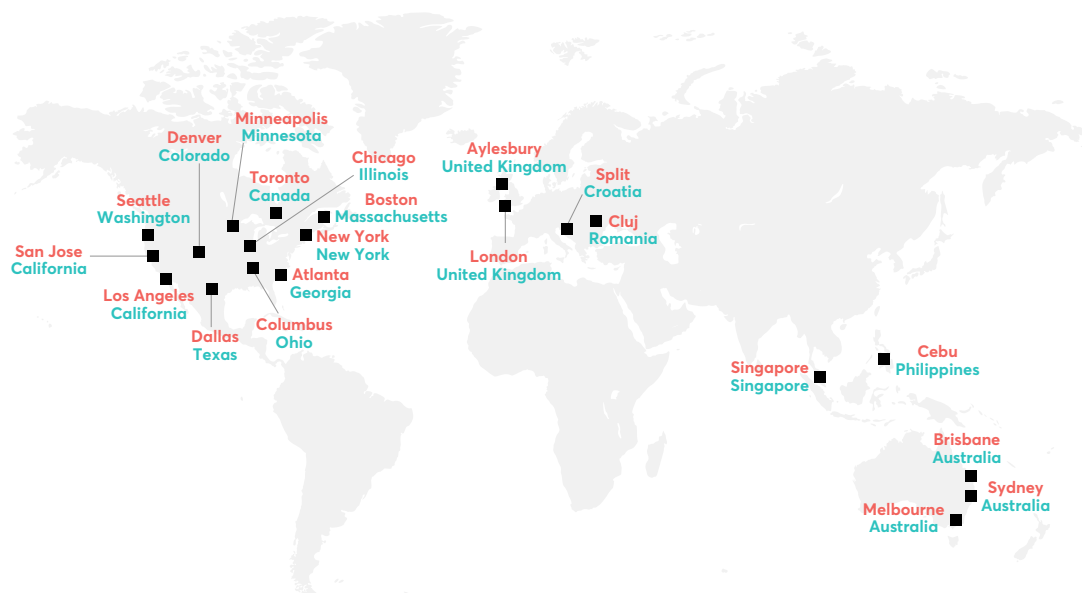 Minneapolis
Minnesota
Denver
Colorado
Chicago
Illinois
Toronto
Canada
Boston
Massachusetts
Seattle
Washington
New York
New York
San Jose
California
Atlanta
Georgia
Los Angeles
California
Columbus
Ohio
Dallas
Texas
Aylesbury
United Kingdom
Split
Croatia
Cluj
Romania
London
United Kingdom
Cebu
Philippines
Singapore
Singapore
Brisbane
Australia
Sydney
Australia
Melbourne
Australia